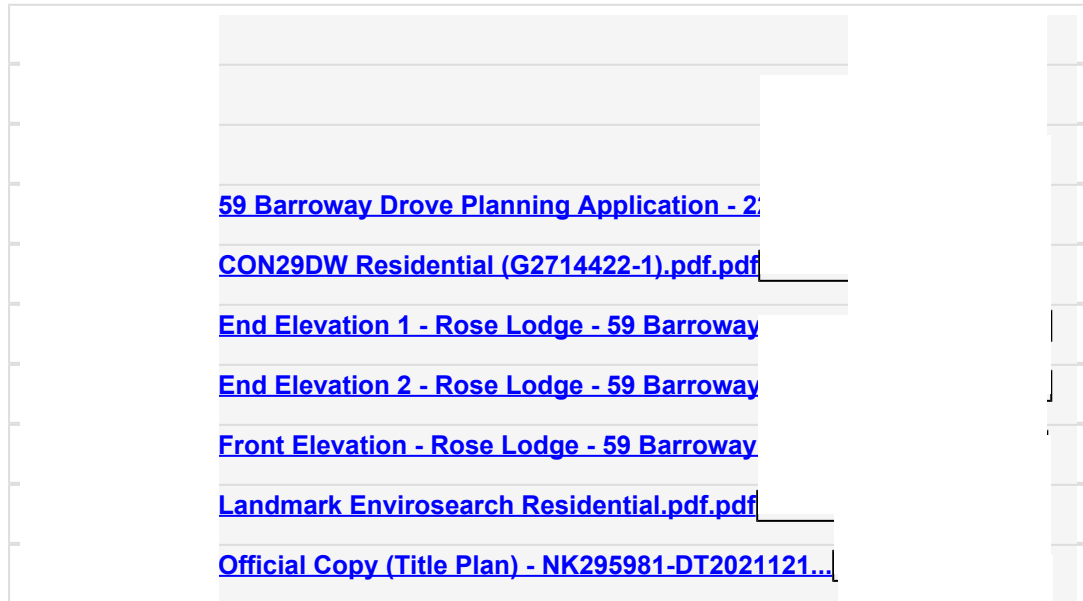 59 Barroway Drove Planning Application - 2
CON29DW Residential (G2714422-1).pdf.pdf
End Elevation 1 - Rose Lodge - 59 Barroway
End Elevation 2 - Rose Lodge - 59 Barroway
Front Elevation - Rose Lodge - 59 Barroway
Landmark Envirosearch Residential.pdf.pdf
Official Copy (Title Plan) - NK295981-DT2021121...